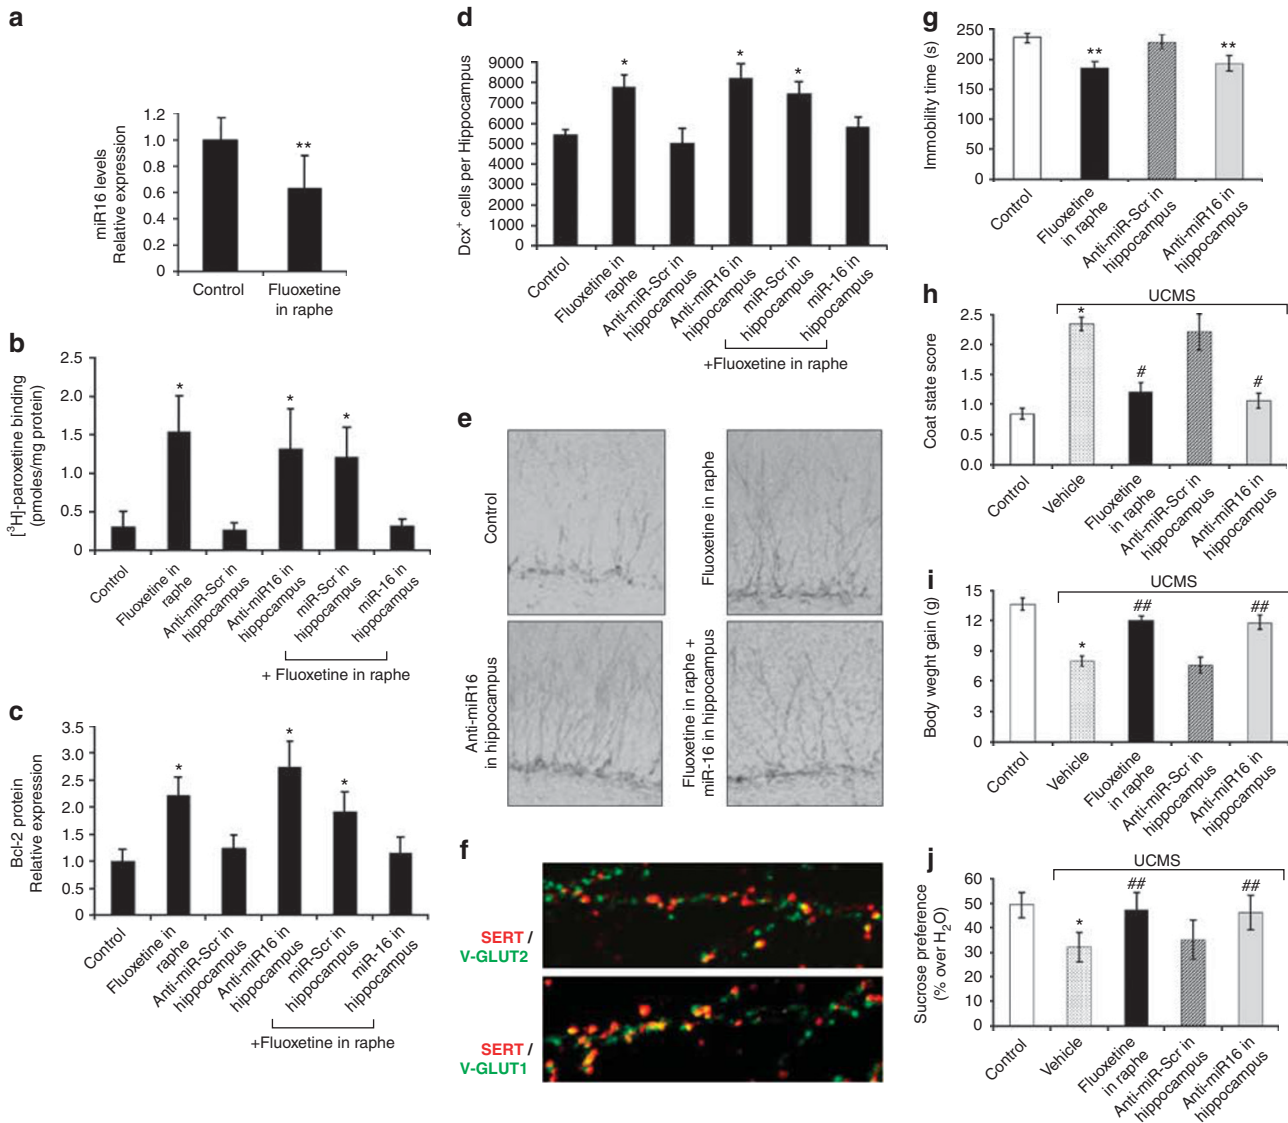 a
miR16 levels
Relative expression
1.2
1.0
0.8
0.6
0.4
0.2
0
**
Control
Fluoxetine
in raphe
b
[³H]-paroxetine binding
(pmoles/mg protein)
2.5
2.0
1.5
1.0
0.5
0
*
*
*
Control
Fluoxetine in
raphe
Anti-miR-Scr in
hippocampus
Anti-miR16 in
hippocampus
miR-Scr in
hippocampus
miR-16 in
hippocampus
+ Fluoxetine in raphe
c
Bcl-2 protein
Relative expression
3.5
3.0
2.5
2.0
1.5
1.0
0.5
0
*
*
*
Control
Fluoxetine in
raphe
Anti-miR-Scr in
hippocampus
Anti-miR16 in
hippocampus
miR-Scr in
hippocampus
miR-16 in
hippocampus
+Fluoxetine in raphe
d
Dcx⁺ cells per Hippocampus
9000
8000
7000
6000
5000
4000
3000
2000
1000
0
*
*
*
Control
Fluoxetine in
raphe
Anti-miR-Scr in
hippocampus
Anti-miR16 in
hippocampus
miR-Scr in
hippocampus
miR-16 in
hippocampus
+Fluoxetine in raphe
e
Control
Fluoxetine in raphe
Anti-miR16
in hippocampus
Fluoxetine in raphe +
miR-16 in hippocampus
f
SERT /
V-GLUT2
SERT /
V-GLUT1
g
Immobility time (s)
250
200
150
100
50
0
**
**
Control
Fluoxetine
in raphe
Anti-miR-Scr in
hippocampus
Anti-miR16 in
hippocampus
h
UCMS
Coat state score
2.5
2.0
1.5
1.0
0.5
0.0
*
#
#
Control
Vehicle
Fluoxetine
in raphe
Anti-miR-Scr in
hippocampus
Anti-miR16 in
hippocampus
i
UCMS
Body weght gain (g)
15
12
9
6
3
0
*
##
##
Control
Vehicle
Fluoxetine
in raphe
Anti-miR-Scr in
hippocampus
Anti-miR16 in
hippocampus
j
UCMS
Sucrose preference
(% over H₂O)
60
50
40
30
20
10
0
*
##
##
Control
Vehicle
Fluoxetine
in raphe
Anti-miR-Scr in
hippocampus
Anti-miR16 in
hippocampus